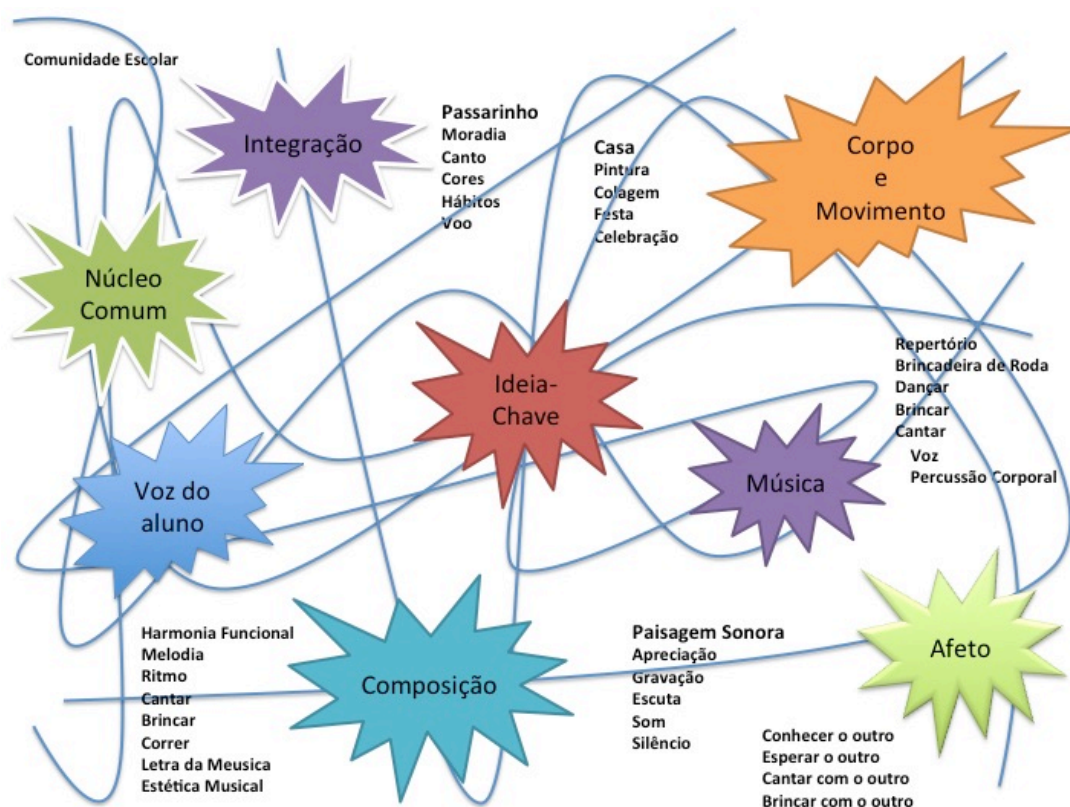 Comunidade Escolar
Integração
Passarinho
Moradia
Canto
Cores
Hábitos
Voo
Casa
Pintura
Colagem
Festa
Celebração
Corpo
e
Movimento
Núcleo
Comum
Ideia-
Chave
Repertório
Brincadeira de Roda
Dançar
Brincar
Cantar
Voz
Percussão Corporal
Voz do
aluno
Música
Harmonia Funcional
Melodia
Ritmo
Cantar
Brincar
Correr
Letra da Meusica
Estética Musical
Composição
Paisagem Sonora
Apreciação
Gravação
Escuta
Som
Silêncio
Afeto
Conhecer o outro
Esperar o outro
Cantar com o outro
Brincar com o outro